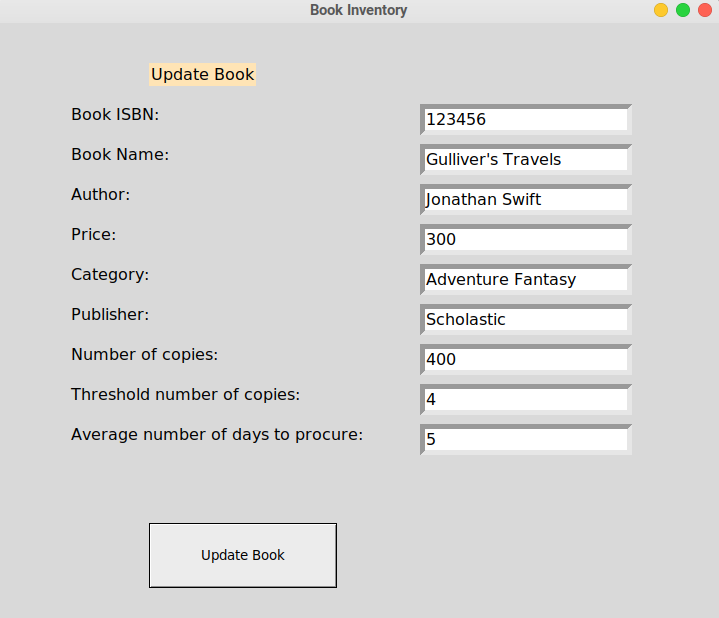 Book Inventory
Update Book
Book ISBN: 123456
Book Name: Gulliver's Travels
Author: Jonathan Swift
Price: 300
Category: Adventure Fantasy
Publisher: Scholastic
Number of copies: 400
Threshold number of copies: 4
Average number of days to procure: 5
Update Book